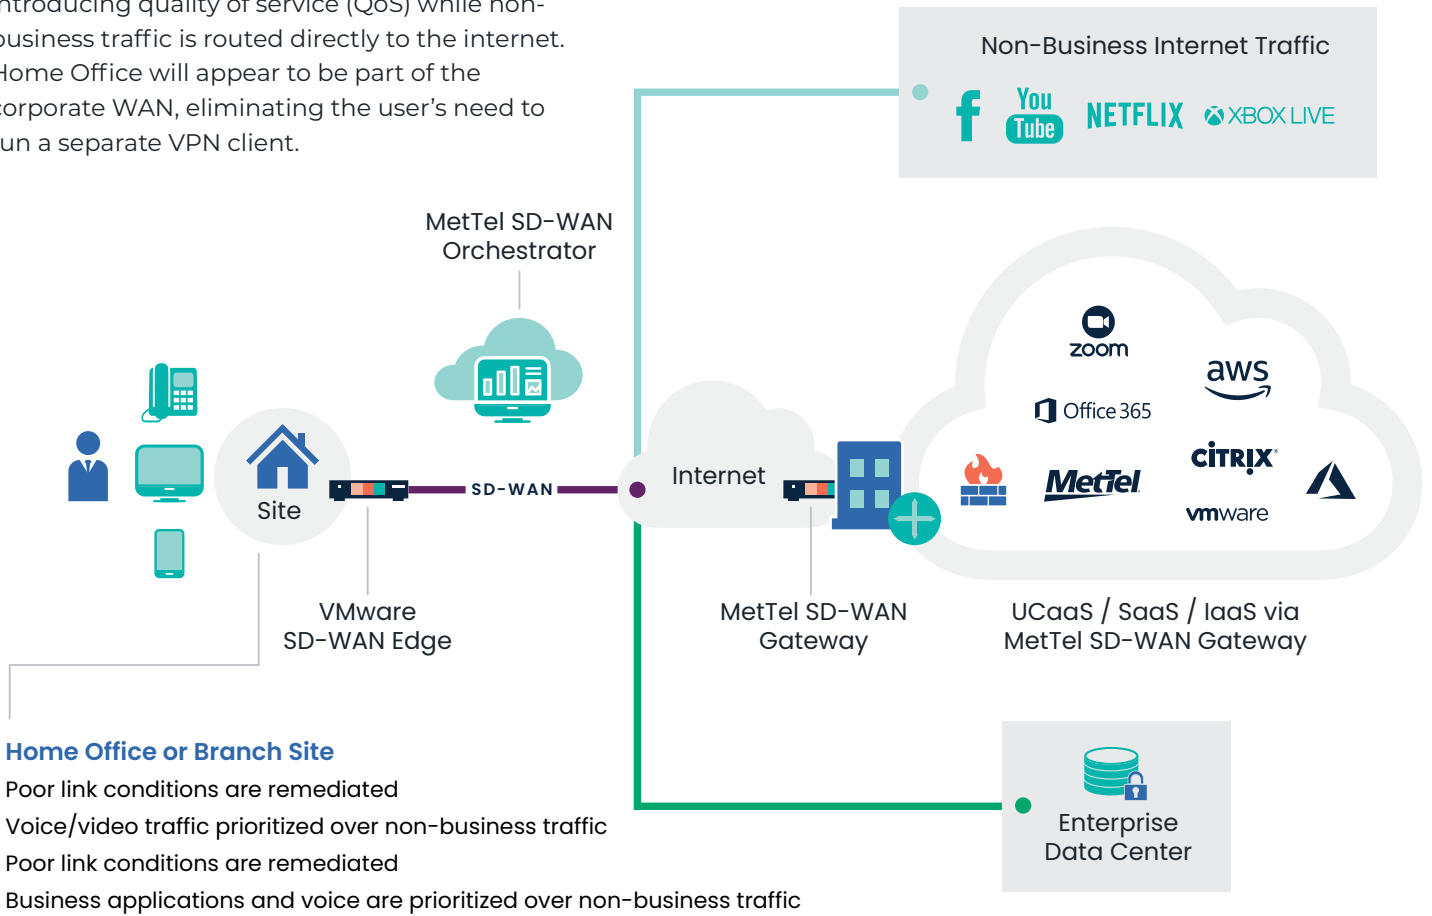 introducing quality of service (QoS) while non-
business traffic is routed directly to the internet.
Home Office will appear to be part of the
corporate WAN, eliminating the user's need to
run a separate VPN client.
Non-Business Internet Traffic
f
You
Tube
NETFLIX
XBOX LIVE
MetTel SD-WAN
Orchestrator
zoom
aws
Office 365
CİTRIX®
MetTel
vmware
Internet
Site
SD-WAN
VMware
SD-WAN Edge
MetTel SD-WAN
Gateway
UCaaS / SaaS / IaaS via
MetTel SD-WAN Gateway
Home Office or Branch Site
Poor link conditions are remediated
Voice/video traffic prioritized over non-business traffic
Poor link conditions are remediated
Business applications and voice are prioritized over non-business traffic
Enterprise
Data Center